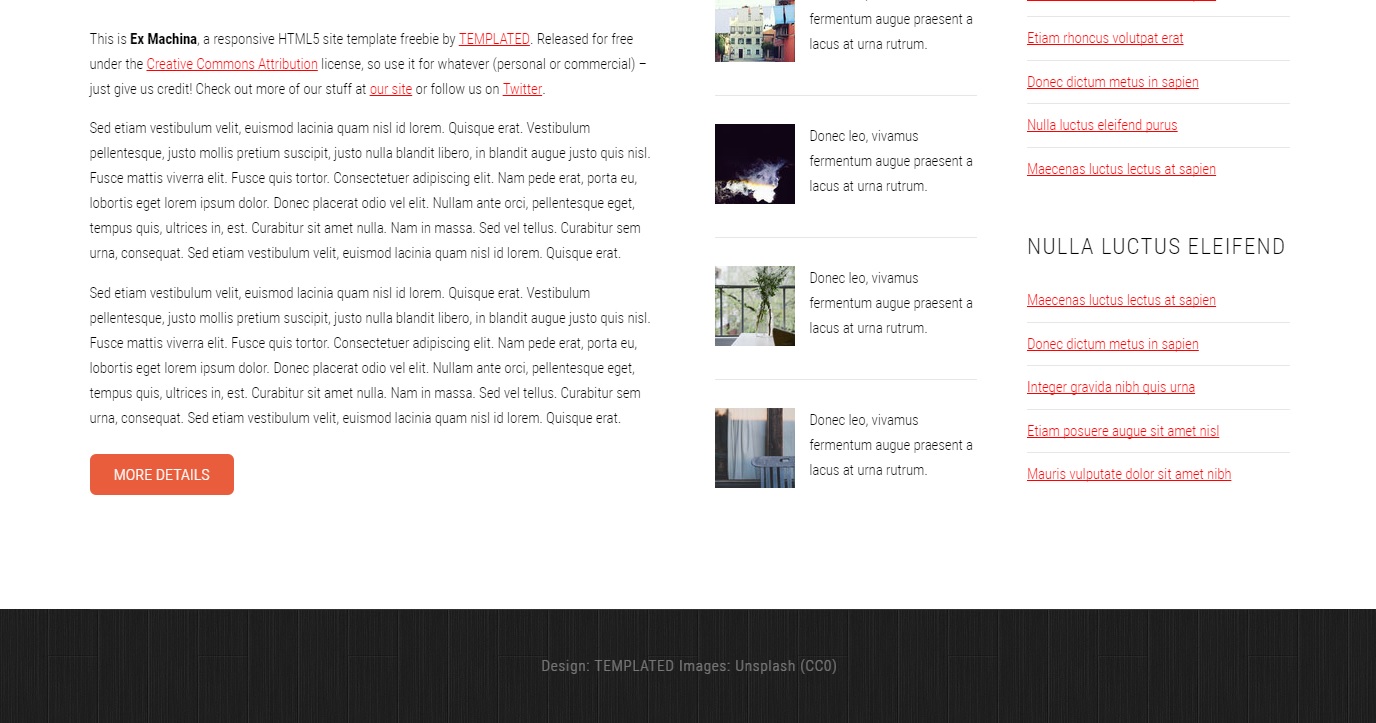 This is Ex Machina, a responsive HTML5 site template freebie by TEMPLATED. Released for free
under the Creative Commons Attribution license, so use it for whatever (personal or commercial) –
just give us credit! Check out more of our stuff at our site or follow us on Twitter.
Sed etiam vestibulum velit, euismod lacinia quam nisl id lorem. Quisque erat. Vestibulum
pellentesque, justo mollis pretium suscipit, justo nulla blandit libero, in blandit augue justo quis nisl.
Fusce mattis viverra elit. Fusce quis tortor. Consectetuer adipiscing elit. Nam pede erat, porta eu,
lobortis eget lorem ipsum dolor. Donec placerat odio vel elit. Nullam ante orci, pellentesque eget,
tempus quis, ultrices in, est. Curabitur sit amet nulla. Nam in massa. Sed vel tellus. Curabitur sem
urna, consequat. Sed etiam vestibulum velit, euismod lacinia quam nisl id lorem. Quisque erat.
Sed etiam vestibulum velit, euismod lacinia quam nisl id lorem. Quisque erat. Vestibulum
pellentesque, justo mollis pretium suscipit, justo nulla blandit libero, in blandit augue justo quis nisl.
Fusce mattis viverra elit. Fusce quis tortor. Consectetuer adipiscing elit. Nam pede erat, porta eu,
lobortis eget lorem ipsum dolor. Donec placerat odio vel elit. Nullam ante orci, pellentesque eget,
tempus quis, ultrices in, est. Curabitur sit amet nulla. Nam in massa. Sed vel tellus. Curabitur sem
urna, consequat. Sed etiam vestibulum velit, euismod lacinia quam nisl id lorem. Quisque erat.
MORE DETAILS
fermentum augue praesent a
lacus at urna rutrum.
Donec leo, vivamus
fermentum augue praesent a
lacus at urna rutrum.
Donec leo, vivamus
fermentum augue praesent a
lacus at urna rutrum.
Donec leo, vivamus
fermentum augue praesent a
lacus at urna rutrum.
Etiam rhoncus volutpat erat
Donec dictum metus in sapien
Nulla luctus eleifend purus
Maecenas luctus lectus at sapien
NULLA LUCTUS ELEIFEND
Maecenas luctus lectus at sapien
Donec dictum metus in sapien
Integer gravida nibh quis urna
Etiam posuere augue sit amet nisl
Mauris vulputate dolor sit amet nibh
Design: TEMPLATED Images: Unsplash (CC0)